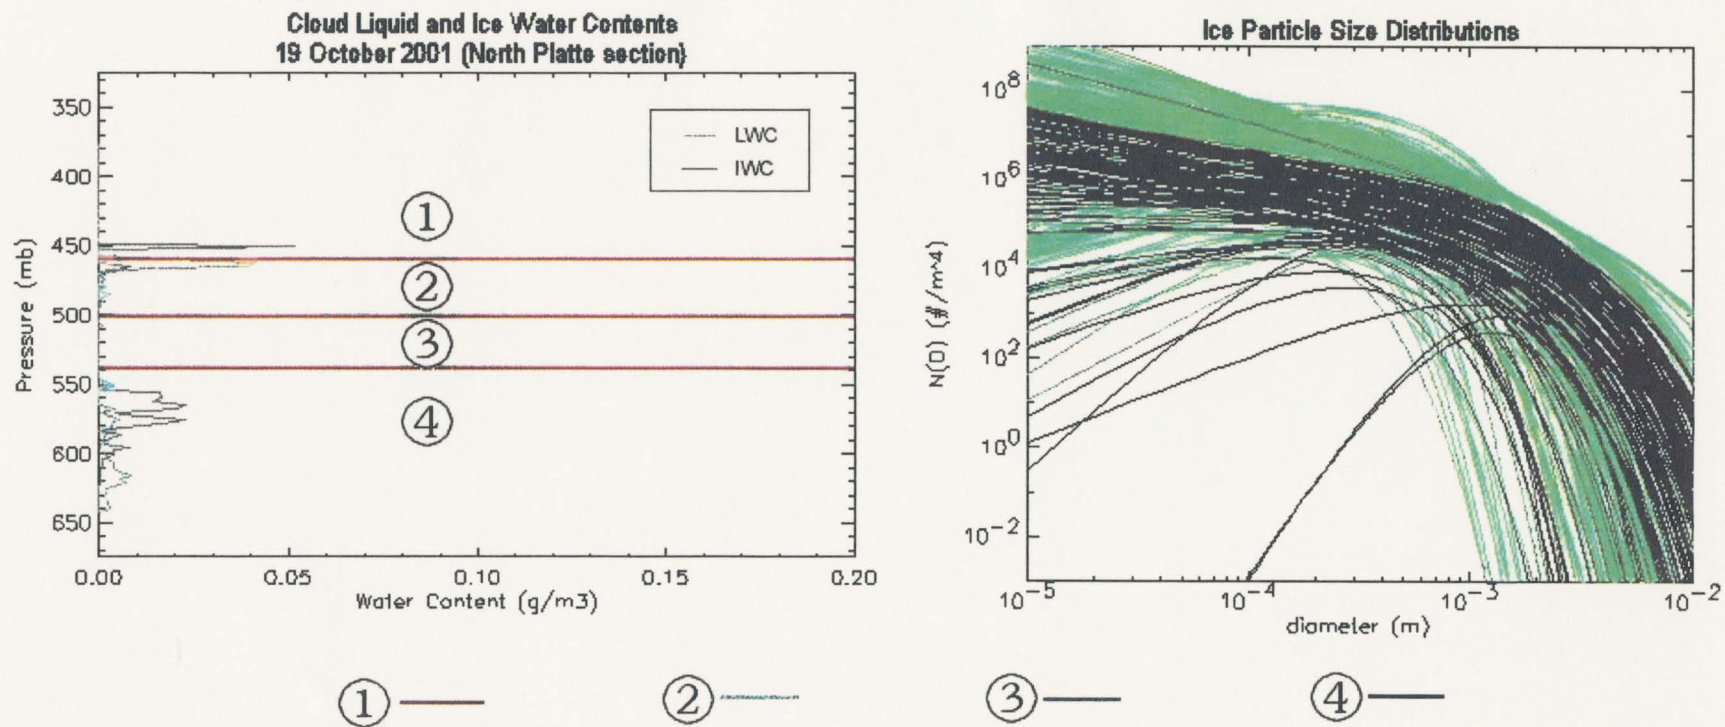 Cloud Liquid and Ice Water Contents
19 October 2001 (North Platte section)
LWC
IWC
350
400
450
500
550
600
650
Pressure (mb)
1
2
3
4
0.00 0.05 0.10 0.15 0.20
Water Content (g/m3)
Ice Particle Size Distributions
10^8
10^6
10^4
10^2
10^0
10^-2
N(D) (#/m^4)
10^-5 10^-4 10^-3 10^-2
diameter (m)
1 2 3 4